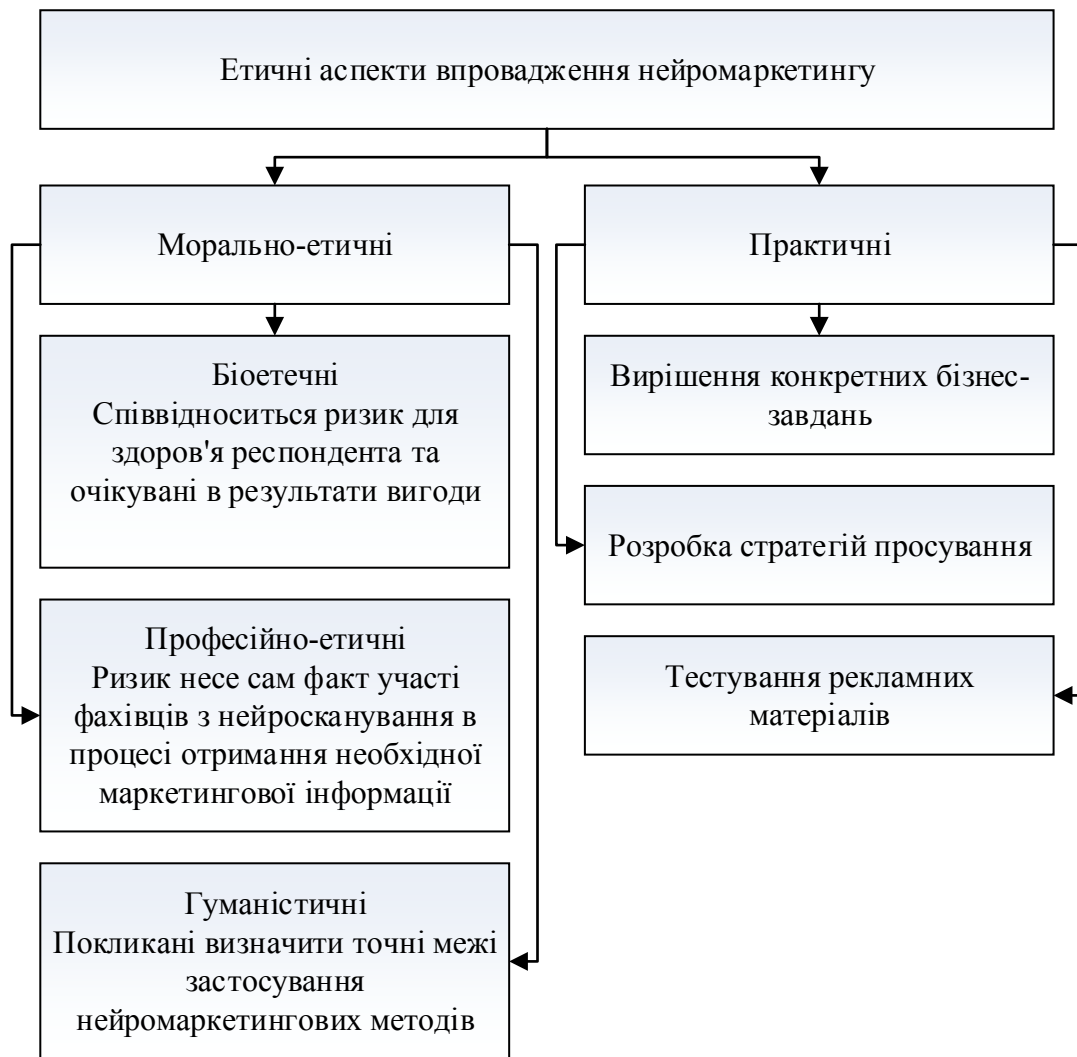 Етичні аспекти впровадження нейромаркетингу
Морально-етичні
Практичні
Біоетечні
Співвідноситься ризик для
здоров'я респондента та
очікувані в результати вигоди
Вирішення конкретних бізнес-
завдань
Розробка стратегій просування
Професійно-етичні
Ризик несе сам факт участі
фахівців з нейросканування в
процесі отримання необхідної
маркетингової інформації
Тестування рекламних
матеріалів
Гуманістичні
Покликані визначити точні межі
застосування
нейромаркетингових методів